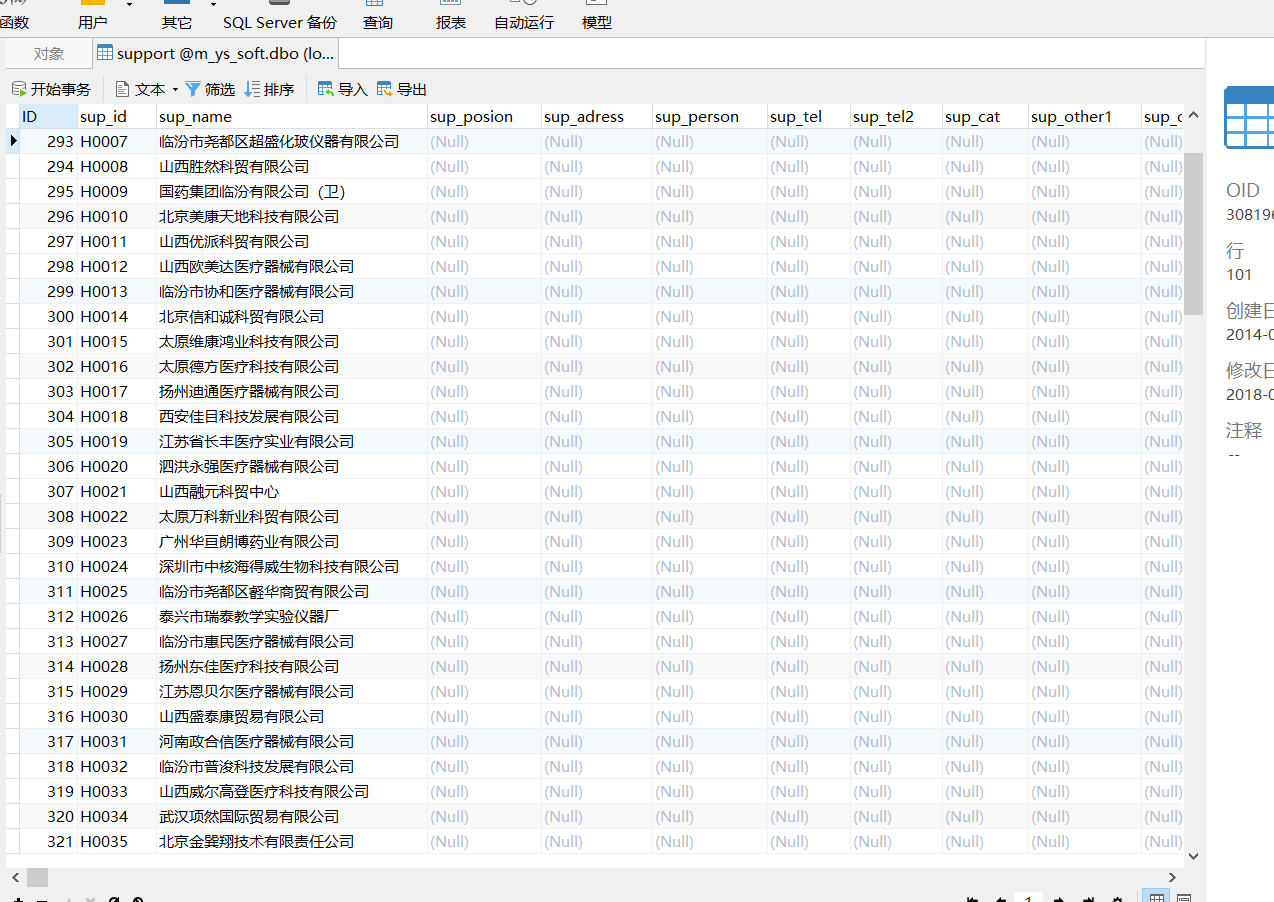 函数 用户 其它 SQL Server 备份 查询 报表 自动运行 模型
对象 support @m_ys_soft.dbo (lo...
开始事务 文本 筛选 排序 导入 导出
ID sup_id sup_name sup_posion sup_adress sup_person sup_tel sup_tel2 sup_cat sup_other1
293 H0007 临汾市尧都区超盛化玻仪器有限公司 (Null) (Null) (Null) (Null) (Null) (Null) (Null) (Null)
294 H0008 山西胜然科贸有限公司 (Null) (Null) (Null) (Null) (Null) (Null) (Null) (Null)
295 H0009 国药集团临汾有限公司（卫） (Null) (Null) (Null) (Null) (Null) (Null) (Null) (Null)
296 H0010 北京美康天地科技有限公司 (Null) (Null) (Null) (Null) (Null) (Null) (Null) (Null)
297 H0011 山西优派科贸有限公司 (Null) (Null) (Null) (Null) (Null) (Null) (Null) (Null)
298 H0012 山西欧美达医疗器械有限公司 (Null) (Null) (Null) (Null) (Null) (Null) (Null) (Null)
299 H0013 临汾市协和医疗器械有限公司 (Null) (Null) (Null) (Null) (Null) (Null) (Null) (Null)
300 H0014 北京信和诚科贸有限公司 (Null) (Null) (Null) (Null) (Null) (Null) (Null) (Null)
301 H0015 太原维康鸿业科技有限公司 (Null) (Null) (Null) (Null) (Null) (Null) (Null) (Null)
302 H0016 太原德方医疗科技有限公司 (Null) (Null) (Null) (Null) (Null) (Null) (Null) (Null)
303 H0017 扬州迪通医疗器械有限公司 (Null) (Null) (Null) (Null) (Null) (Null) (Null) (Null)
304 H0018 西安佳目科技发展有限公司 (Null) (Null) (Null) (Null) (Null) (Null) (Null) (Null)
305 H0019 江苏省长丰医疗实业有限公司 (Null) (Null) (Null) (Null) (Null) (Null) (Null) (Null)
306 H0020 泗洪永强医疗器械有限公司 (Null) (Null) (Null) (Null) (Null) (Null) (Null) (Null)
307 H0021 山西融元科贸中心 (Null) (Null) (Null) (Null) (Null) (Null) (Null) (Null)
308 H0022 太原万科新业科贸有限公司 (Null) (Null) (Null) (Null) (Null) (Null) (Null) (Null)
309 H0023 广州华亘朗博药业有限公司 (Null) (Null) (Null) (Null) (Null) (Null) (Null) (Null)
310 H0024 深圳市中核海得威生物科技有限公司 (Null) (Null) (Null) (Null) (Null) (Null) (Null) (Null)
311 H0025 临汾市尧都区壡华商贸有限公司 (Null) (Null) (Null) (Null) (Null) (Null) (Null) (Null)
312 H0026 泰兴市瑞泰教学实验仪器厂 (Null) (Null) (Null) (Null) (Null) (Null) (Null) (Null)
313 H0027 临汾市惠民医疗器械有限公司 (Null) (Null) (Null) (Null) (Null) (Null) (Null) (Null)
314 H0028 扬州东佳医疗科技有限公司 (Null) (Null) (Null) (Null) (Null) (Null) (Null) (Null)
315 H0029 江苏恩贝尔医疗器械有限公司 (Null) (Null) (Null) (Null) (Null) (Null) (Null) (Null)
316 H0030 山西盛泰康贸易有限公司 (Null) (Null) (Null) (Null) (Null) (Null) (Null) (Null)
317 H0031 河南政合信医疗器械有限公司 (Null) (Null) (Null) (Null) (Null) (Null) (Null) (Null)
318 H0032 临汾市普浚科技发展有限公司 (Null) (Null) (Null) (Null) (Null) (Null) (Null) (Null)
319 H0033 山西威尔高登医疗科技有限公司 (Null) (Null) (Null) (Null) (Null) (Null) (Null) (Null)
320 H0034 武汉项然国际贸易有限公司 (Null) (Null) (Null) (Null) (Null) (Null) (Null) (Null)
321 H0035 北京金巽翔技术有限责任公司 (Null) (Null) (Null) (Null) (Null) (Null) (Null) (Null)
OID
308196
行
101
创建日
2014-0
修改日
2018-0
注释
--
1